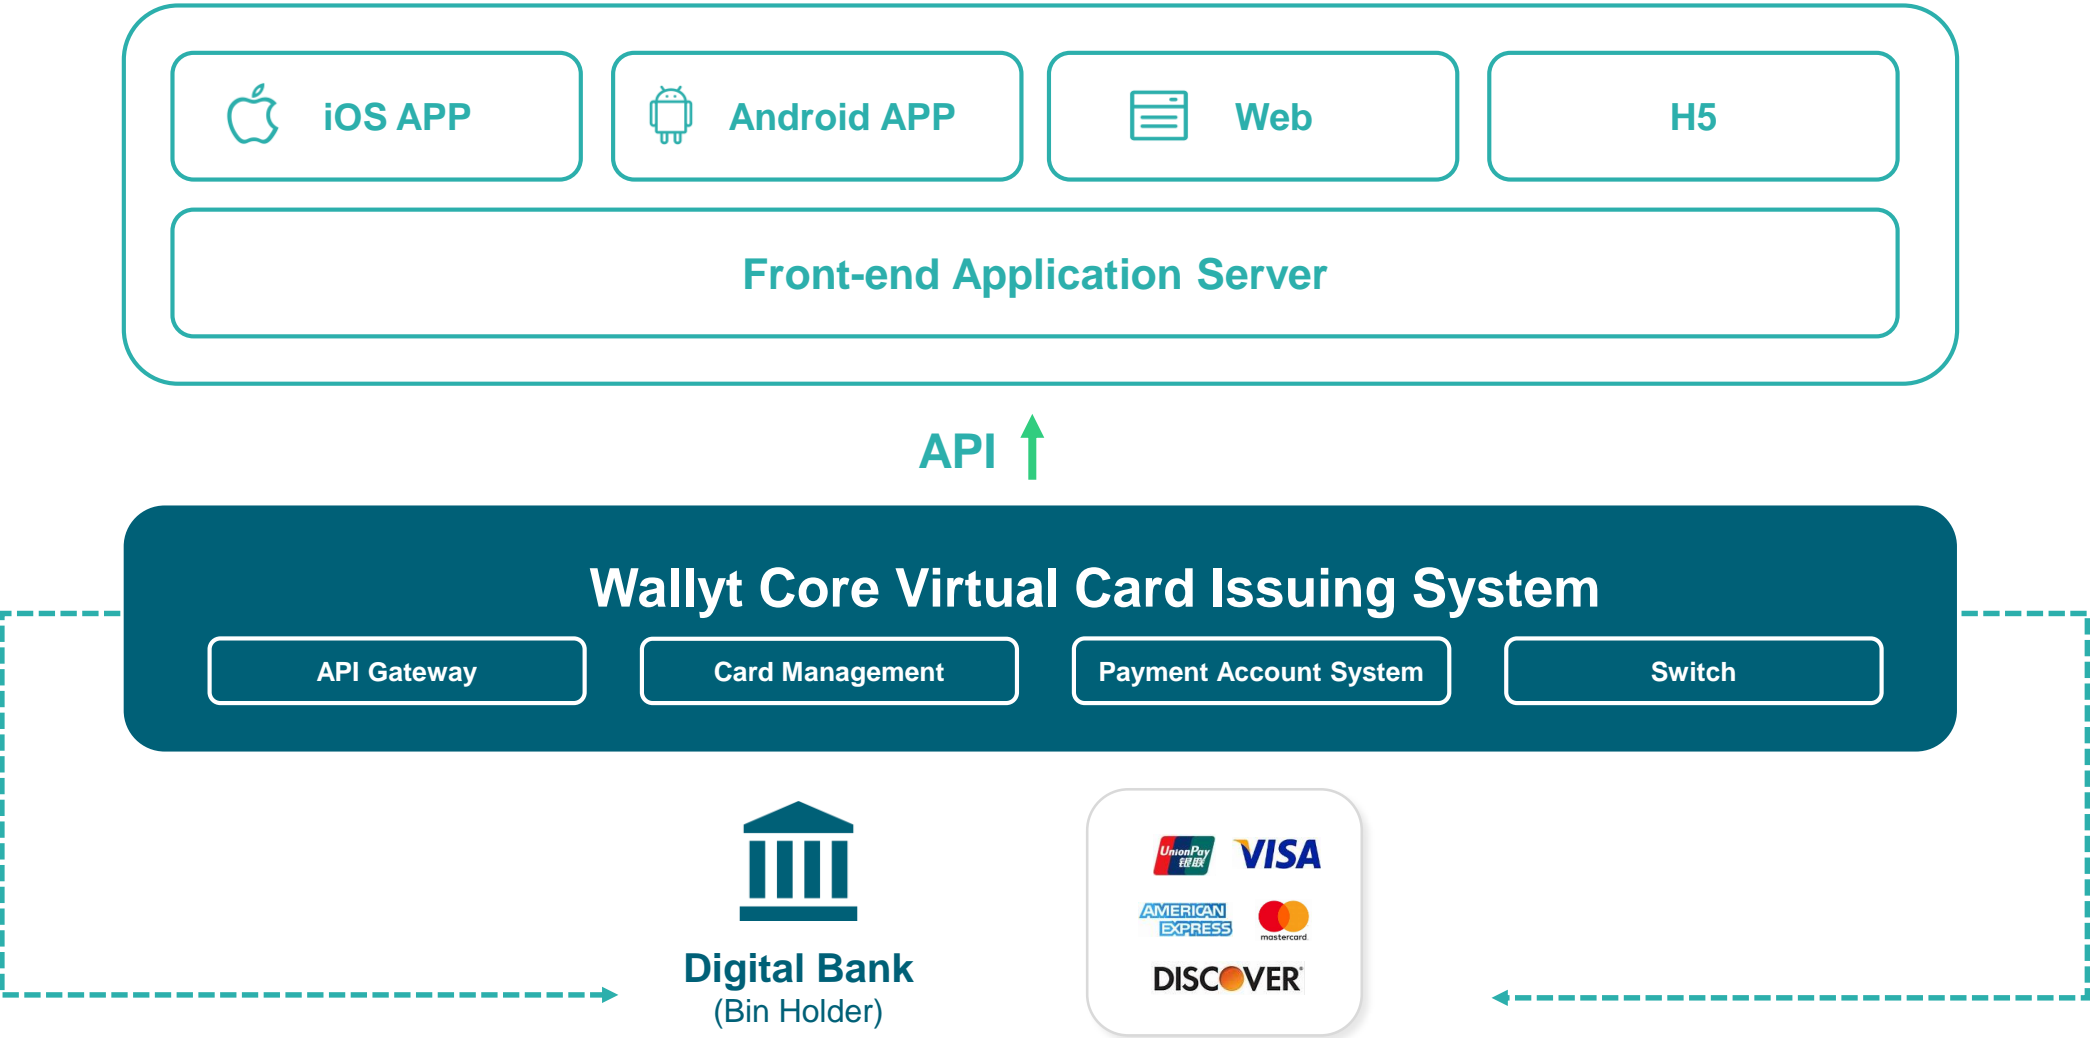 iOS APP
Android APP
Web
H5
Front-end Application Server
API
Wallyt Core Virtual Card Issuing System
API Gateway
Card Management
Payment Account System
Switch
UnionPay
银联
VISA
AMERICAN
EXPRESS
mastercard
DISCOVER
Digital Bank
(Bin Holder)